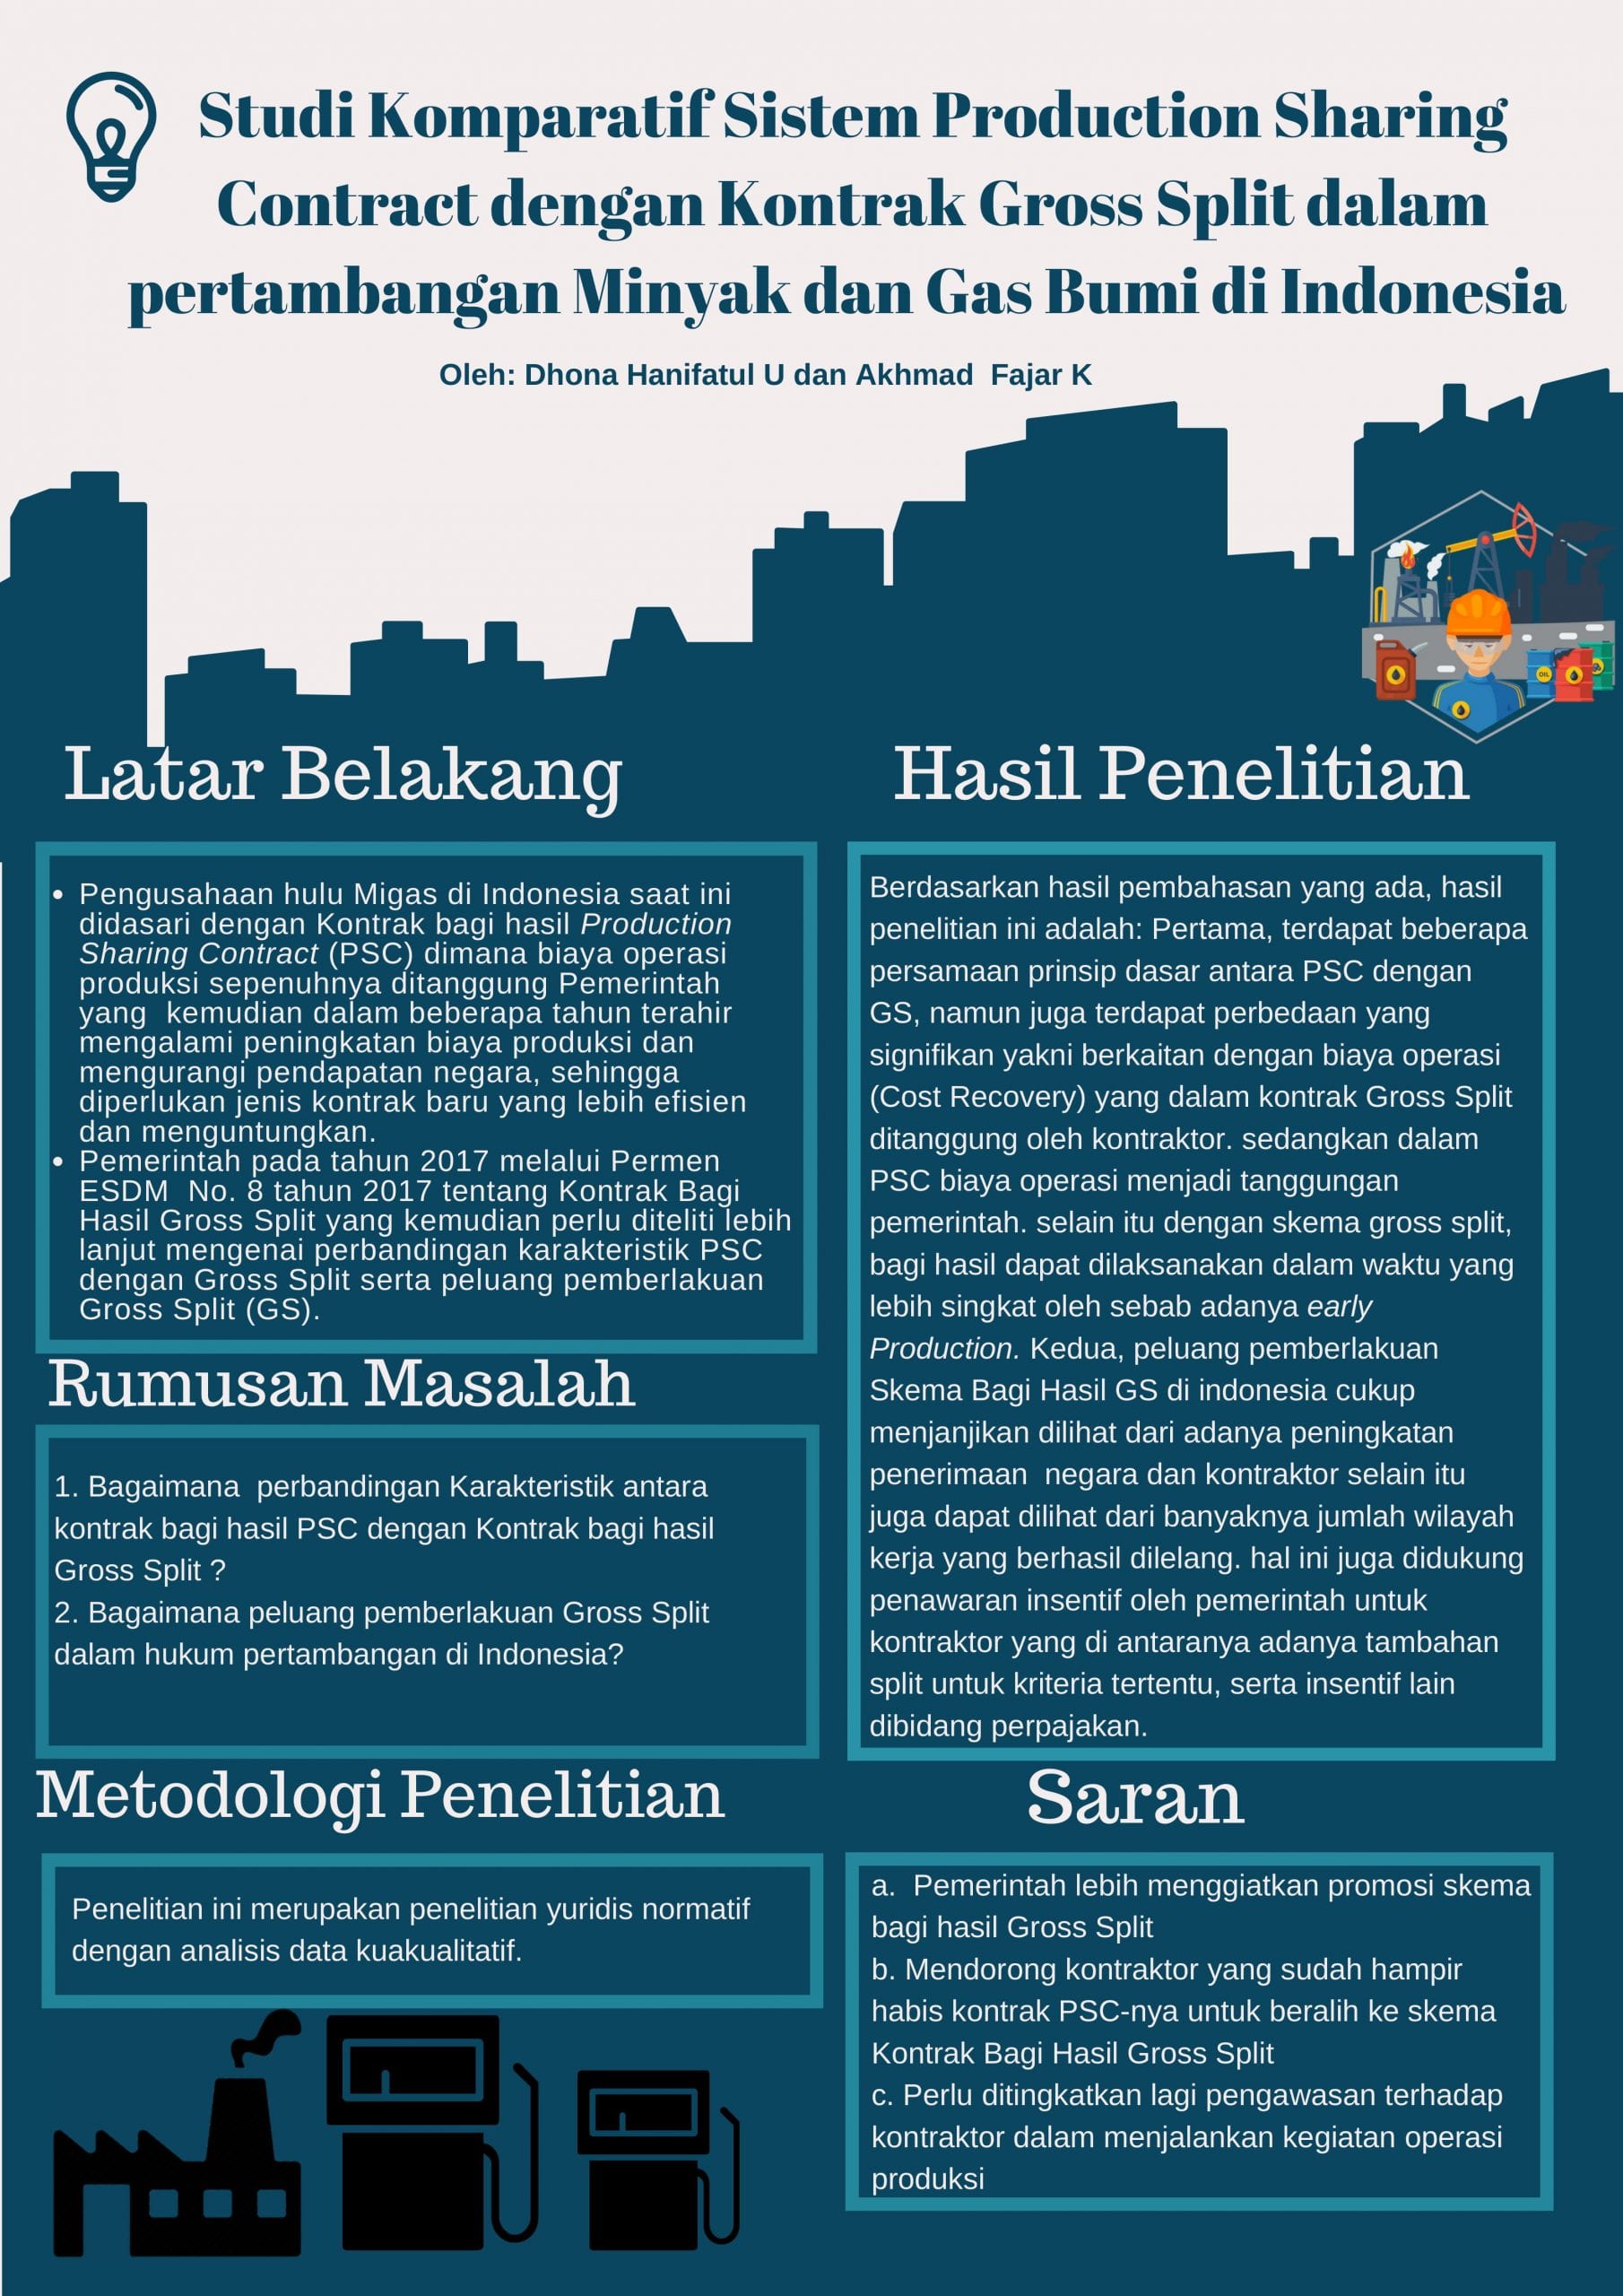 Studi Komparatif Sistem Production Sharing
Contract dengan Kontrak Gross Split dalam
pertambangan Minyak dan Gas Bumi di Indonesia
Oleh: Dhona Hanifatul U dan Akhmad  Fajar K
OIL
Latar Belakang
• Pengusahaan hulu Migas di Indonesia saat ini
didasari dengan Kontrak bagi hasil Production
Sharing Contract (PSC) dimana biaya operasi
produksi sepenuhnya ditanggung Pemerintah
yang  kemudian dalam beberapa tahun terahir
mengalami peningkatan biaya produksi dan
mengurangi pendapatan negara, sehingga
diperlukan jenis kontrak baru yang lebih efisien
dan menguntungkan.
• Pemerintah pada tahun 2017 melalui Permen
ESDM  No. 8 tahun 2017 tentang Kontrak Bagi
Hasil Gross Split yang kemudian perlu diteliti lebih
lanjut mengenai perbandingan karakteristik PSC
dengan Gross Split serta peluang pemberlakuan
Gross Split (GS).
Rumusan Masalah
1. Bagaimana  perbandingan Karakteristik antara
kontrak bagi hasil PSC dengan Kontrak bagi hasil
Gross Split ?
2. Bagaimana peluang pemberlakuan Gross Split
dalam hukum pertambangan di Indonesia?
Metodologi Penelitian
Penelitian ini merupakan penelitian yuridis normatif
dengan analisis data kuakualitatif.
Hasil Penelitian
Berdasarkan hasil pembahasan yang ada, hasil
penelitian ini adalah: Pertama, terdapat beberapa
persamaan prinsip dasar antara PSC dengan
GS, namun juga terdapat perbedaan yang
signifikan yakni berkaitan dengan biaya operasi
(Cost Recovery) yang dalam kontrak Gross Split
ditanggung oleh kontraktor. sedangkan dalam
PSC biaya operasi menjadi tanggungan
pemerintah. selain itu dengan skema gross split,
bagi hasil dapat dilaksanakan dalam waktu yang
lebih singkat oleh sebab adanya early
Production. Kedua, peluang pemberlakuan
Skema Bagi Hasil GS di indonesia cukup
menjanjikan dilihat dari adanya peningkatan
penerimaan  negara dan kontraktor selain itu
juga dapat dilihat dari banyaknya jumlah wilayah
kerja yang berhasil dilelang. hal ini juga didukung
penawaran insentif oleh pemerintah untuk
kontraktor yang di antaranya adanya tambahan
split untuk kriteria tertentu, serta insentif lain
dibidang perpajakan.
Saran
a.  Pemerintah lebih menggiatkan promosi skema
bagi hasil Gross Split
b. Mendorong kontraktor yang sudah hampir
habis kontrak PSC-nya untuk beralih ke skema
Kontrak Bagi Hasil Gross Split
c. Perlu ditingkatkan lagi pengawasan terhadap
kontraktor dalam menjalankan kegiatan operasi
produksi